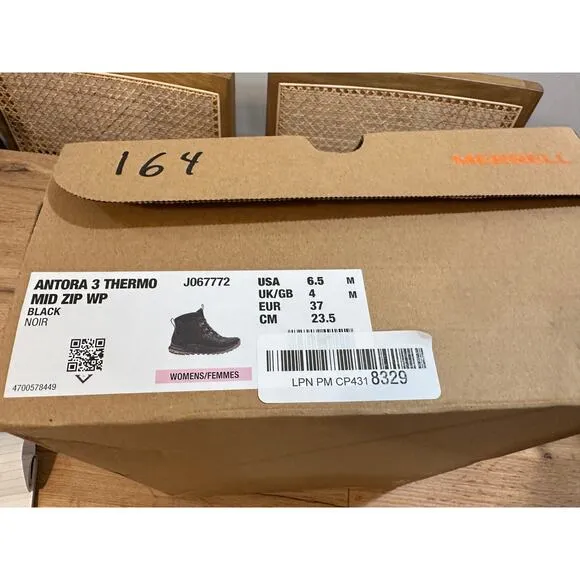 164
MERRELL
ANTORA 3 THERMO
MID ZIP WP
BLACK
NOIR
J067772
4700578449
WOMENS/FEMMES
USA 6.5 M
UK/GB 4 M
EUR 37
CM 23.5
LPN PM CP431 8329